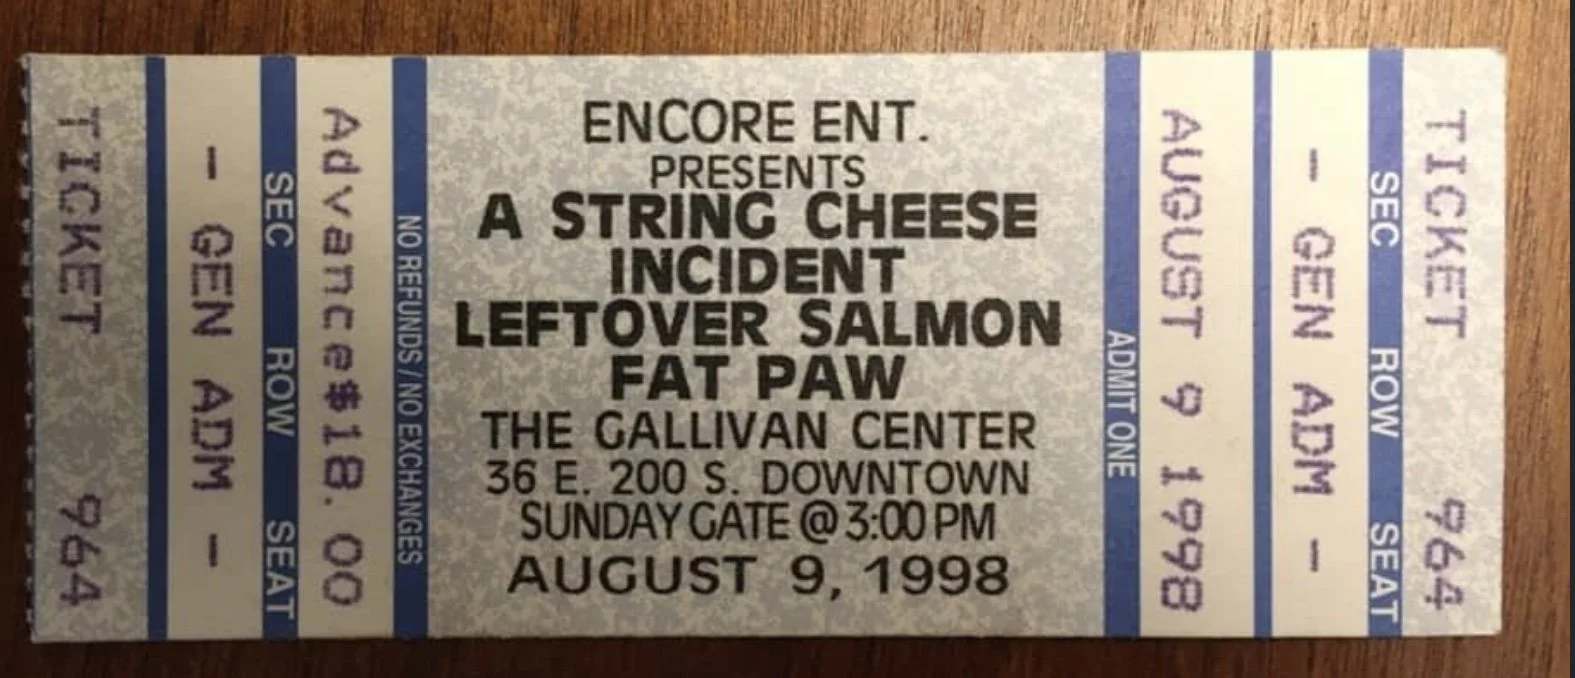 TICKET 964
- GEN ADM -
SEC ROW SEAT
Advance$18.00
NO REFUNDS / NO EXCHANGES
ENCORE ENT.
PRESENTS
A STRING CHEESE
INCIDENT
LEFTOVER SALMON
FAT PAW
THE GALLIVAN CENTER
36 E. 200 S. DOWNTOWN
SUNDAY GATE @ 3:00 PM
AUGUST 9, 1998
ADMIT ONE
AUGUST 9 1998
- GEN ADM -
SEC ROW SEAT
TICKET 964